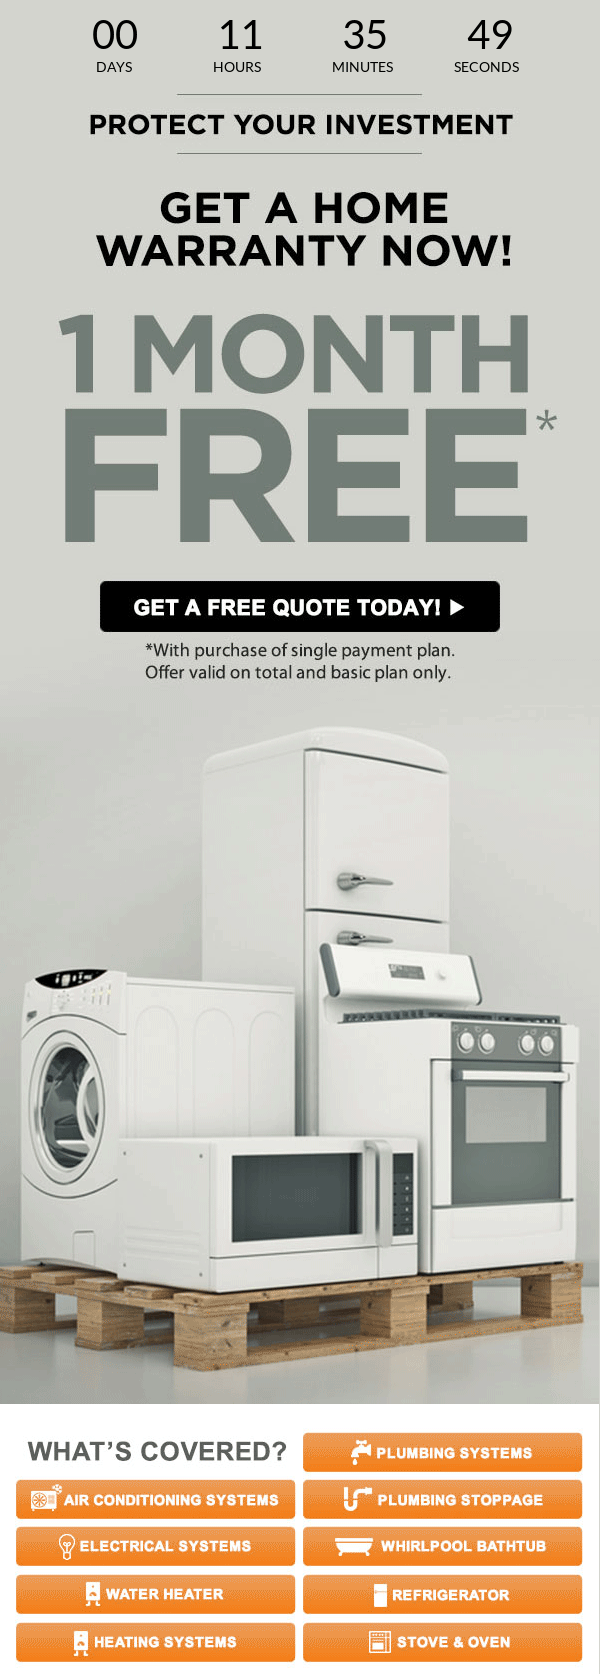 00 11 35 49
DAYS HOURS MINUTES SECONDS
PROTECT YOUR INVESTMENT
GET A HOME
WARRANTY NOW!
1 MONTH
FREE*
GET A FREE QUOTE TODAY!
*With purchase of single payment plan.
Offer valid on total and basic plan only.
WHAT'S COVERED?
PLUMBING SYSTEMS
AIR CONDITIONING SYSTEMS
PLUMBING STOPPAGE
ELECTRICAL SYSTEMS
WHIRLPOOL BATHTUB
WATER HEATER
REFRIGERATOR
HEATING SYSTEMS
STOVE & OVEN